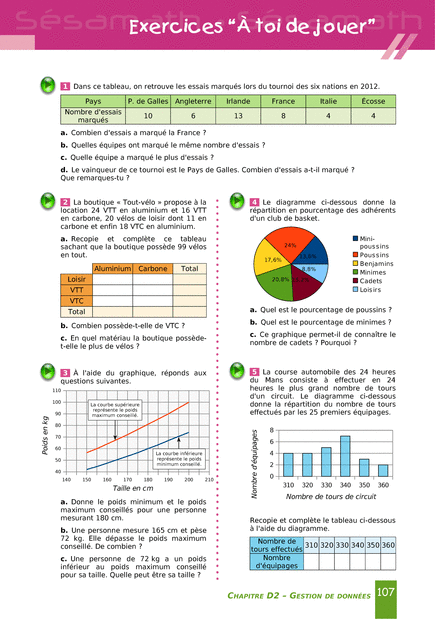 Sésamath
Exercices “À toi de jouer”
1 Dans ce tableau, on retrouve les essais marqués lors du tournoi des six nations en 2012.
Pays P. de Galles Angleterre Irlande France Italie Écosse
Nombre d'essais marqués 10 6 13 8 4 4
a. Combien d'essais a marqué la France ?
b. Quelles équipes ont marqué le même nombre d'essais ?
c. Quelle équipe a marqué le plus d'essais ?
d. Le vainqueur de ce tournoi est le Pays de Galles. Combien d'essais a-t-il marqué ?
Que remarques-tu ?
2 La boutique « Tout-vélo » propose à la
location 24 VTT en aluminium et 16 VTT
en carbone, 20 vélos de loisir dont 11 en
carbone et enfin 18 VTC en aluminium.
a. Recopie et complète ce tableau
sachant que la boutique possède 99 vélos
en tout.
Aluminium Carbone Total
Loisir
VTT
VTC
Total
b. Combien possède-t-elle de VTC ?
c. En quel matériau la boutique possède-
t-elle le plus de vélos ?
3 À l'aide du graphique, réponds aux
questions suivantes.
Poids en kg
110
100
90
80
70
60
50
40
La courbe supérieure
représente le poids
maximum conseillé.
La courbe inférieure
représente le poids
minimum conseillé.
140 150 160 170 180 190 200 210
Taille en cm
a. Donne le poids minimum et le poids
maximum conseillés pour une personne
mesurant 180 cm.
b. Une personne mesure 165 cm et pèse
72 kg. Elle dépasse le poids maximum
conseillé. De combien ?
c. Une personne de 72 kg a un poids
inférieur au poids maximum conseillé
pour sa taille. Quelle peut être sa taille ?
4 Le diagramme ci-dessous donne la
répartition en pourcentage des adhérents
d'un club de basket.
24%
17,6%
8.8%
20,8%
Mini-
poussins
Poussins
Benjamins
Minimes
Cadets
Loisirs
a. Quel est le pourcentage de poussins ?
b. Quel est le pourcentage de minimes ?
c. Ce graphique permet-il de connaître le
nombre de cadets ? Pourquoi ?
5 La course automobile des 24 heures
du Mans consiste à effectuer en 24
heures le plus grand nombre de tours
d'un circuit. Le diagramme ci-dessous
donne la répartition du nombre de tours
effectués par les 25 premiers équipages.
Nombre d'équipages
8
6
4
2
0
310 320 330 340 350 360
Nombre de tours de circuit
Recopie et complète le tableau ci-dessous
à l'aide du diagramme.
Nombre de tours effectués 310 320 330 340 350 360
Nombre d'équipages
CHAPITRE D2 – GESTION DE DONNÉES 107